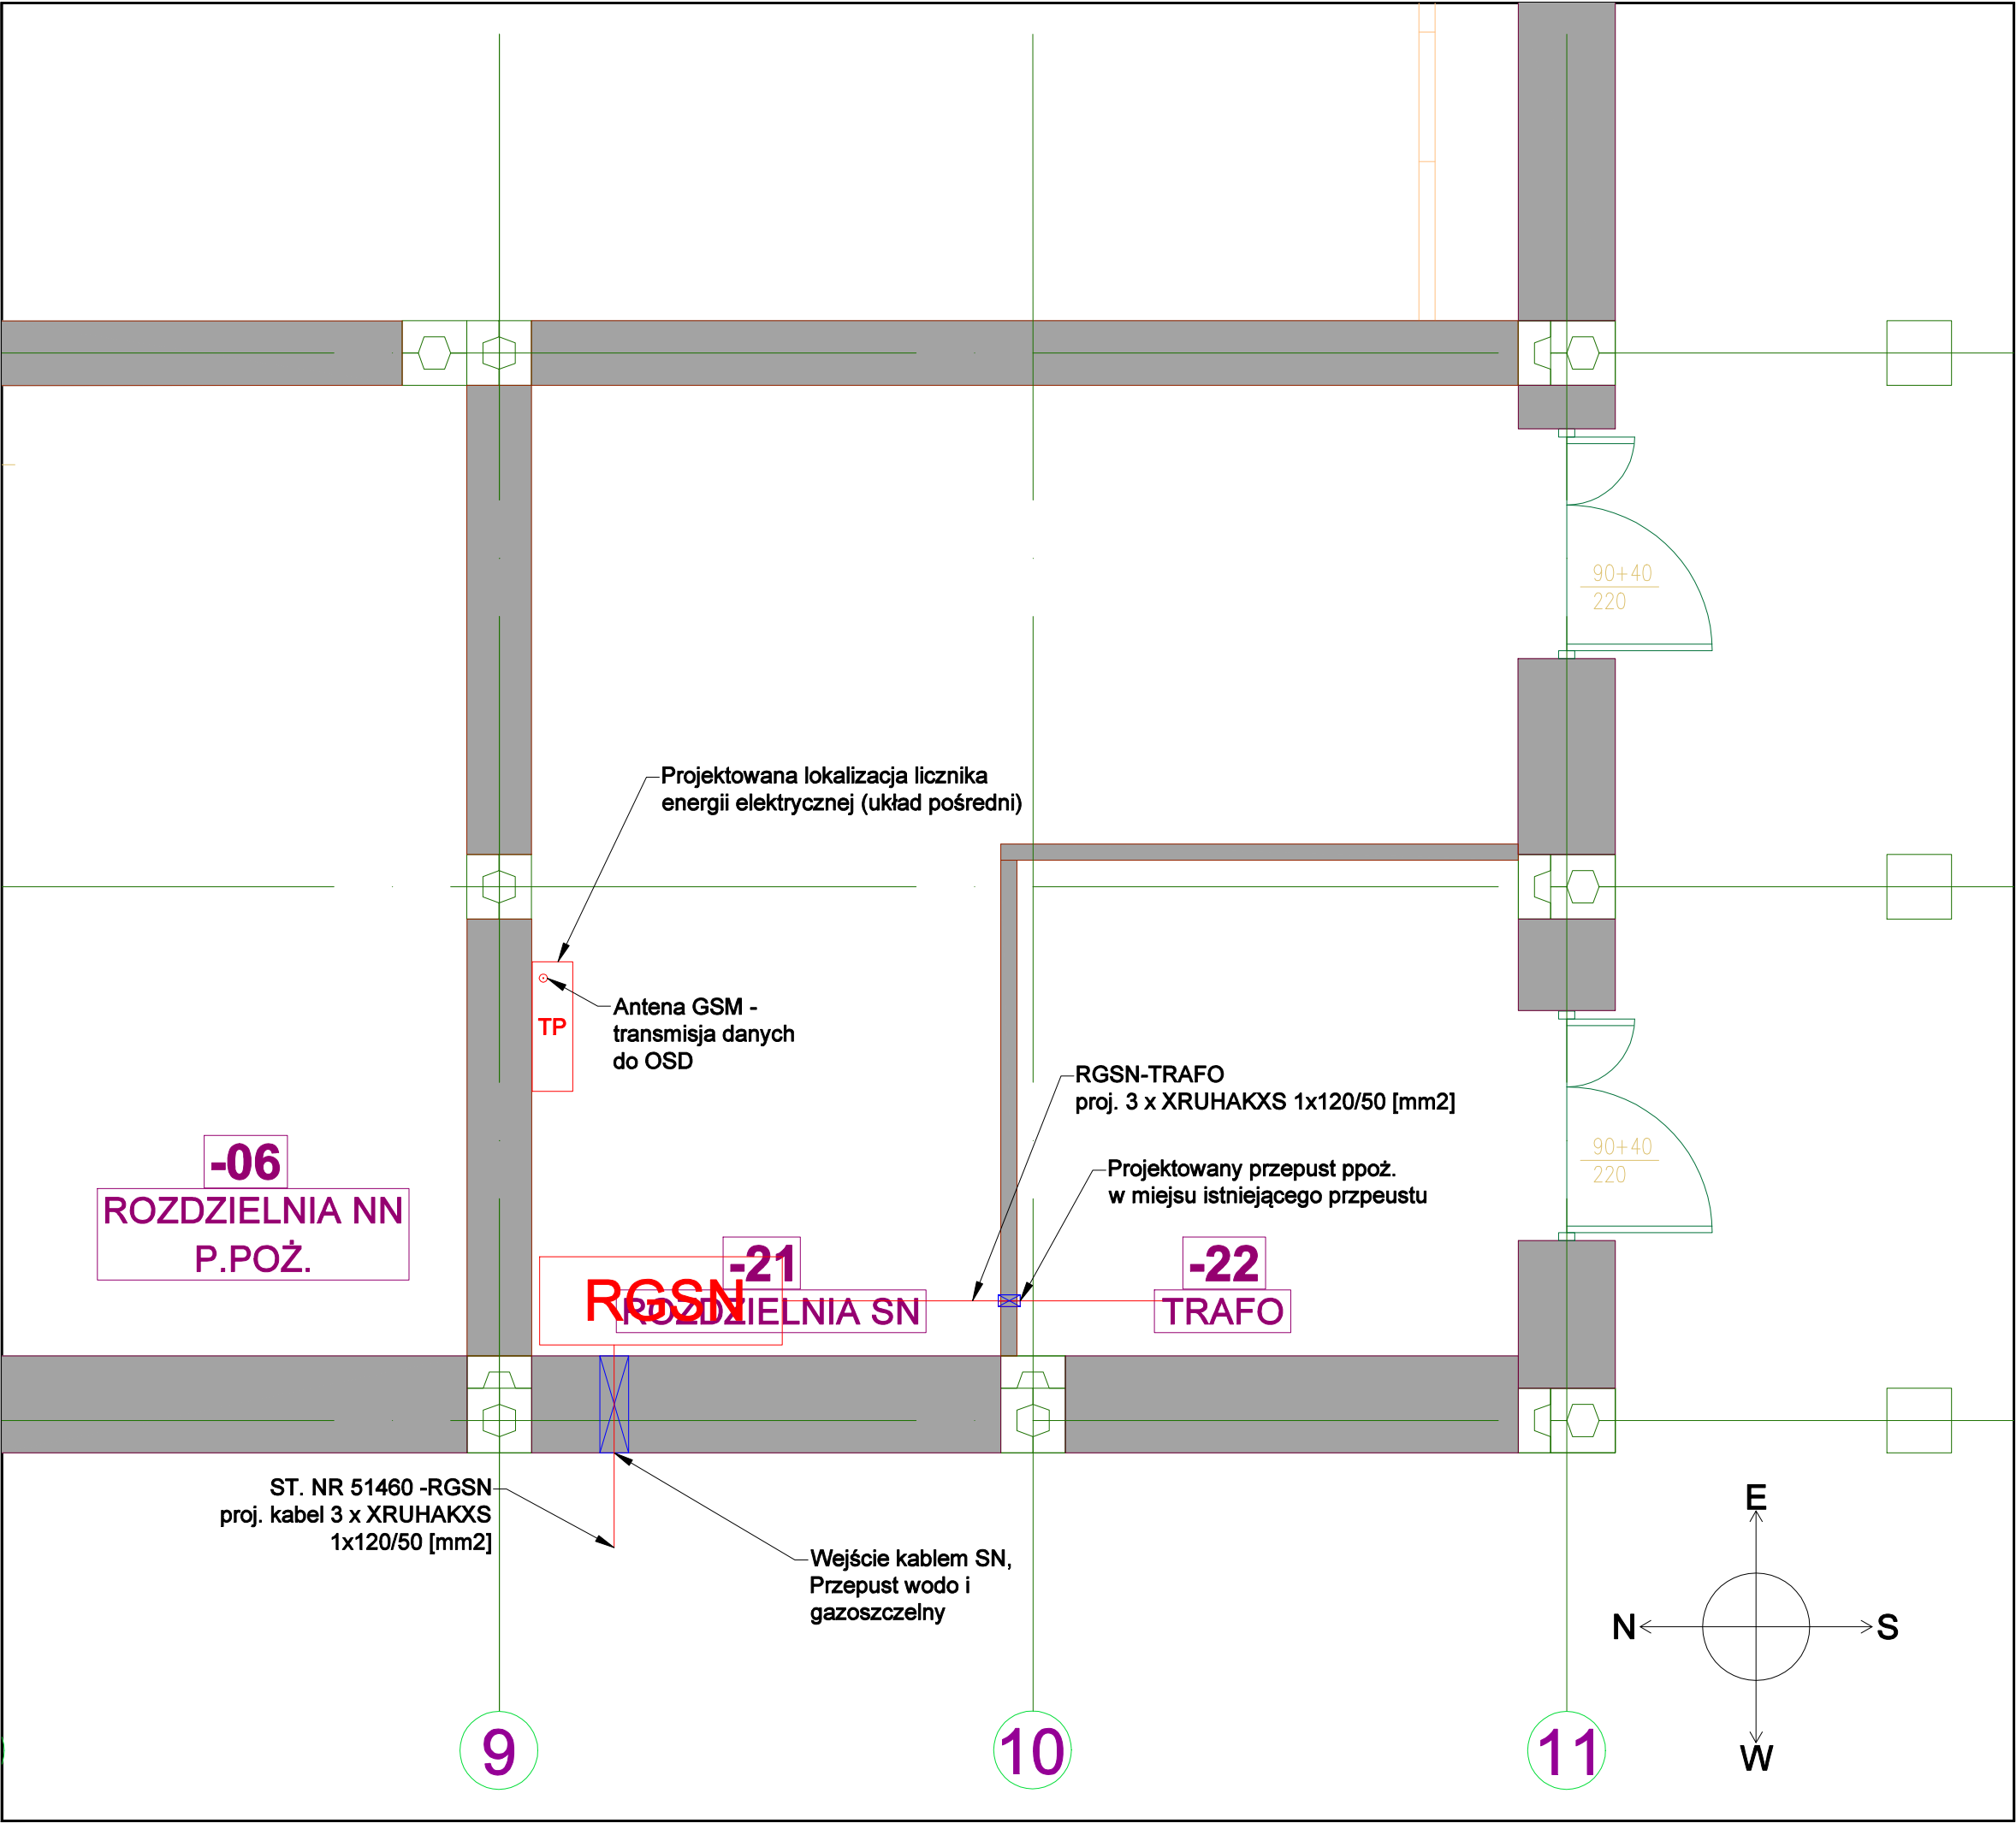 90+40
220
Projektowana lokalizacja licznika
energii elektrycznej (układ pośredni)
Antena GSM -
transmisja danych
do OSD
TP
RGSN-TRAFO
proj. 3 x XRUHAKXS 1x120/50 [mm2]
90+40
220
-06
ROZDZIELNIA NN
P.POŻ.
Projektowany przepust ppoż.
w miejsu istniejącego przpeustu
-21
RGSN
ROZDZIELNIA SN
-22
TRAFO
ST. NR 51460 -RGSN
proj. kabel 3 x XRUHAKXS
1x120/50 [mm2]
Wejście kablem SN,
Przepust wodo i
gazoszczelny
E
N
S
W
9
10
11